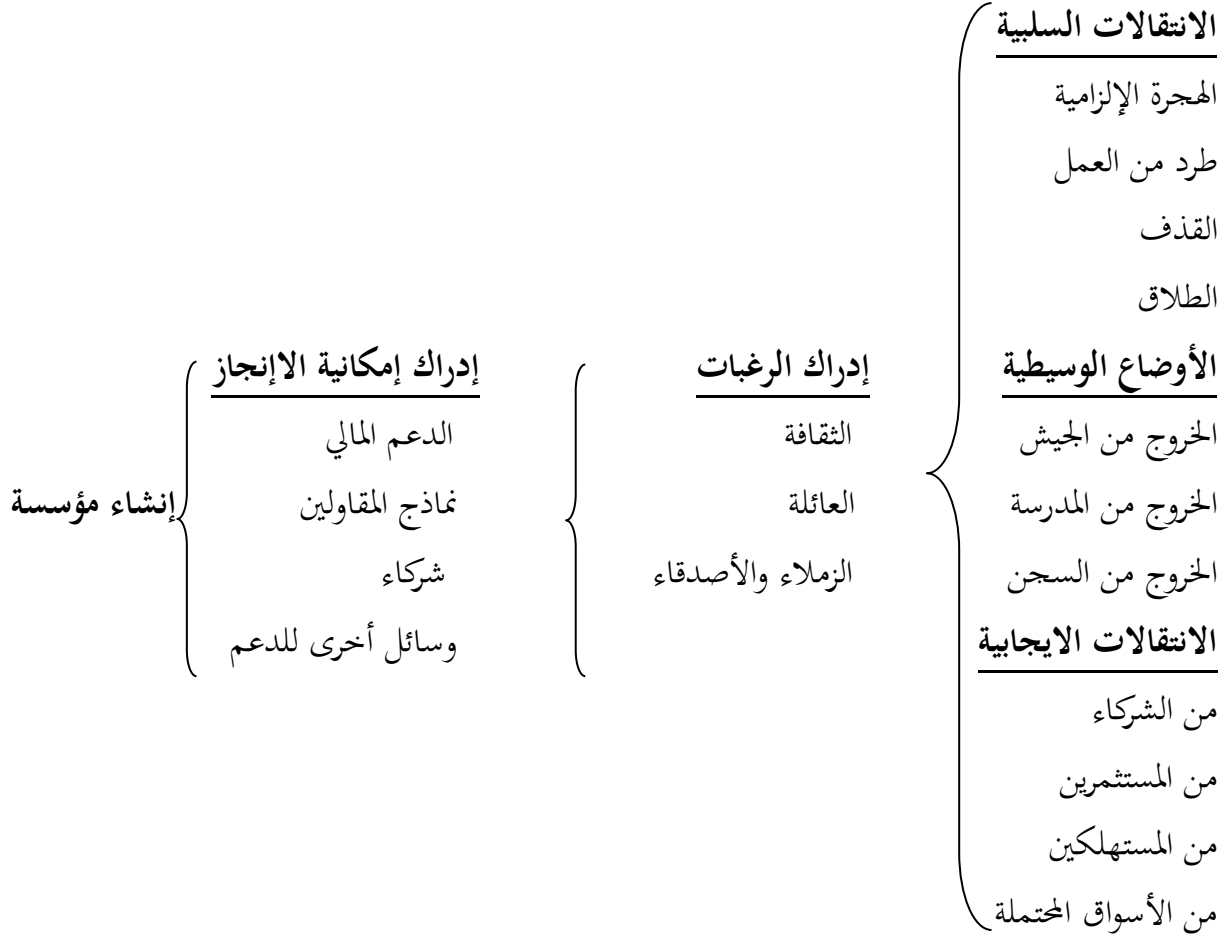 الانتقالات السلبية
الهجرة الإلزامية
طرد من العمل
القذف
الطلاق
الأوضاع الوسيطية
الخروج من الجيش
الخروج من المدرسة
الخروج من السجن
الانتقالات الايجابية
من الشركاء
من المستثمرين
من المستهلكين
من الأسواق المحتملة
إدراك الرغبات
الثقافة
العائلة
الزملاء والأصدقاء
إدراك إمكانية الاإنجاز
الدعم المالي
نماذج المقاولين
شركاء
وسائل أخرى للدعم
إنشاء مؤسسة